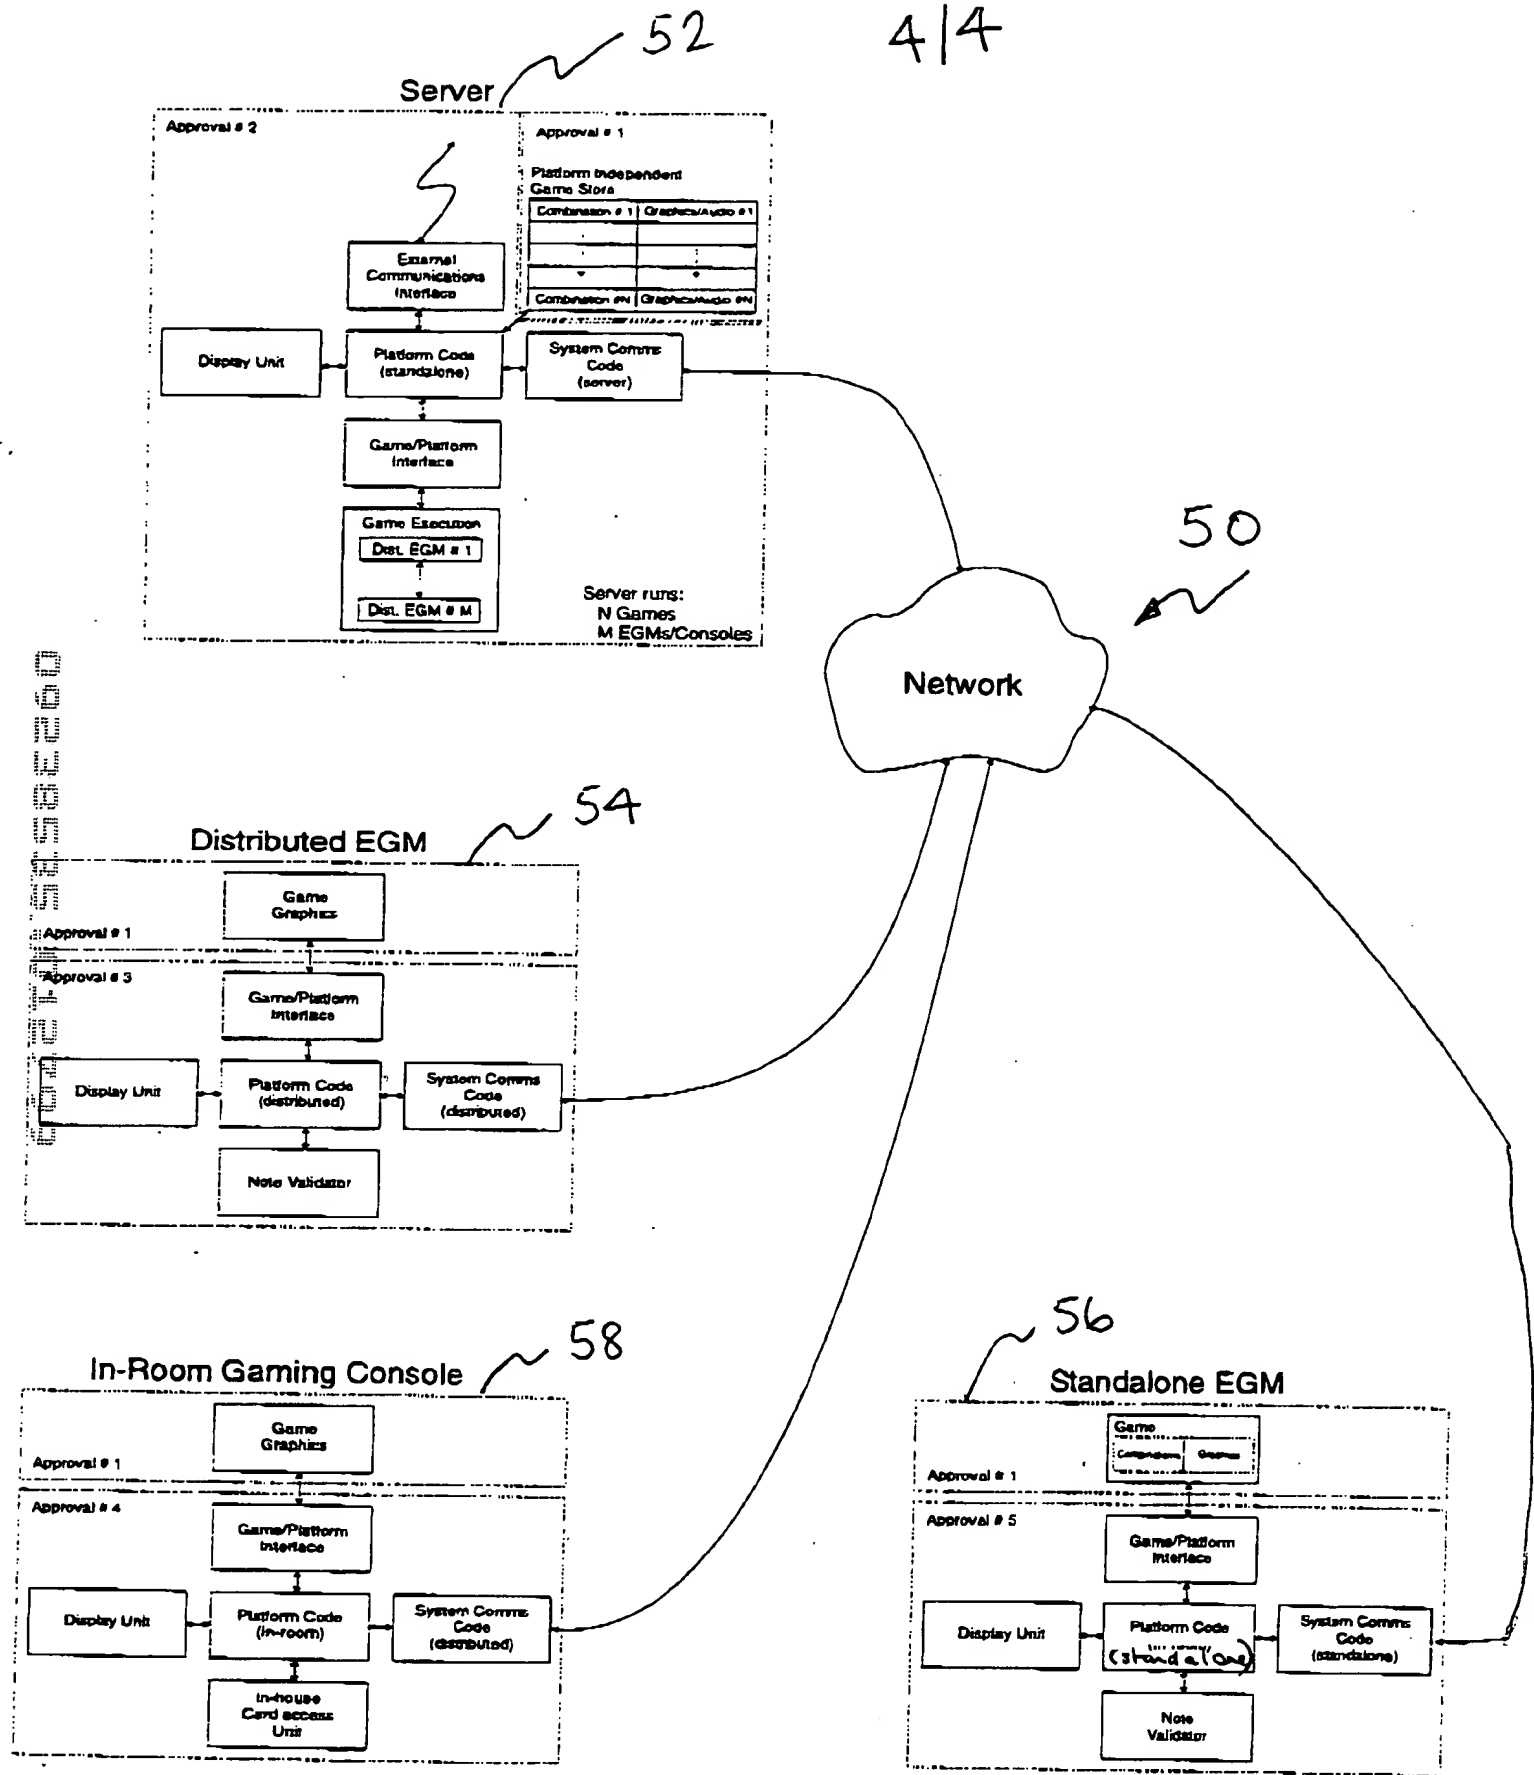 52
4/4
Server
Approval # 2
Approval # 1
Platform Independent
Game Store
Combination # 1 Graphics/Audio #1
Combination #N Graphics/Audio #N
External
Communications
Interface
Display Unit
Platform Code
(standalone)
System Comms
Code
(server)
Game/Platform
Interface
Game Execution
Dist. EGM # 1
Dist. EGM # M
Server runs:
N Games
M EGMs/Consoles
50
Network
54
Distributed EGM
Game
Graphics
Approval # 1
Approval # 3
Game/Platform
Interface
Display Unit
Platform Code
(distributed)
System Comms
Code
(distributed)
Note Validator
58
In-Room Gaming Console
Game
Graphics
Approval # 1
Approval # 4
Game/Platform
Interface
Display Unit
Platform Code
(in-room)
System Comms
Code
(distributed)
In-house
Card access
Unit
56
Standalone EGM
Game
Combinations Graphics
Approval # 1
Approval # 5
Game/Platform
Interface
Display Unit
Platform Code
(standalone)
System Comms
Code
(standalone)
Note
Validator